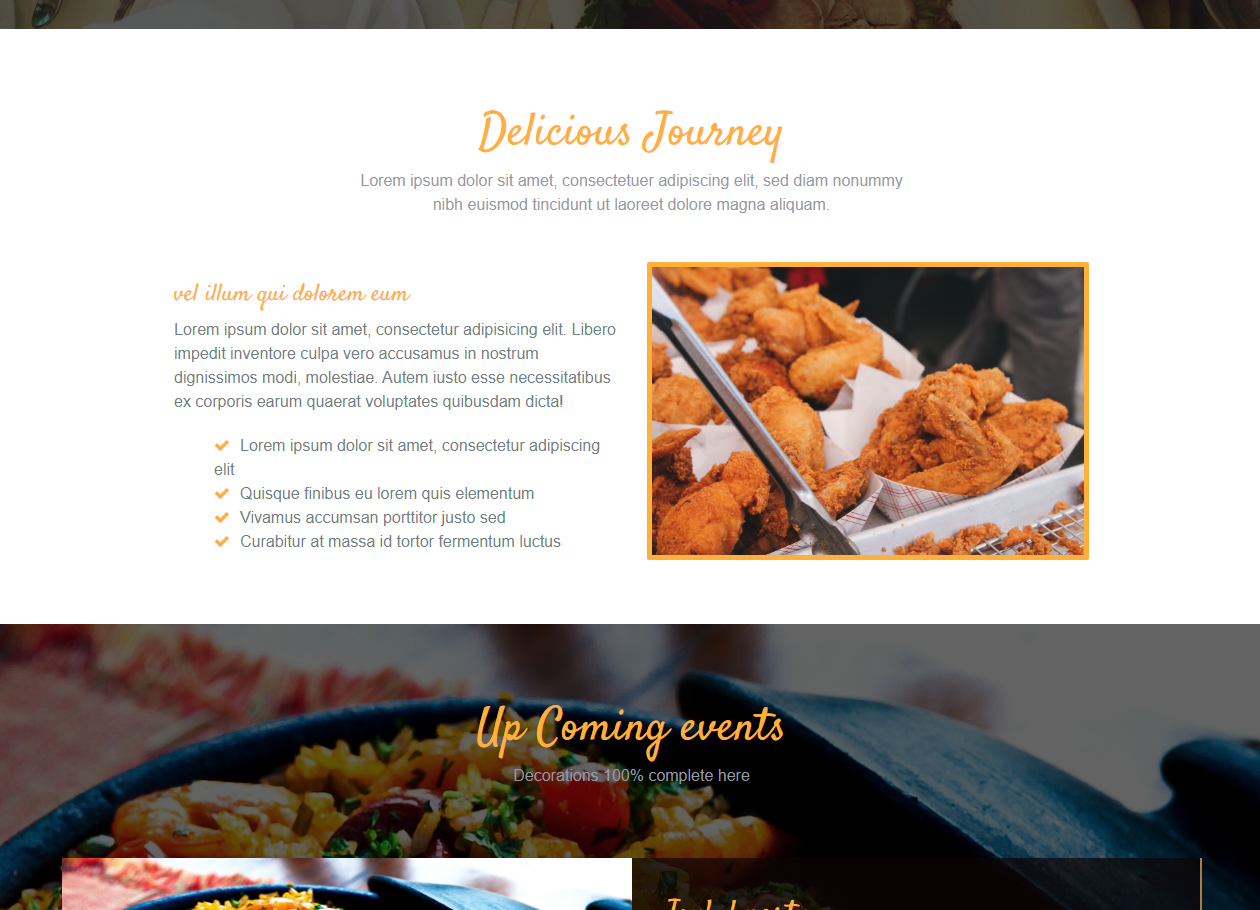 Delicious Journey
Lorem ipsum dolor sit amet, consectetuer adipiscing elit, sed diam nonummy
nibh euismod tincidunt ut laoreet dolore magna aliquam.
vel illum qui dolorem eum
Lorem ipsum dolor sit amet, consectetur adipisicing elit. Libero
impedit inventore culpa vero accusamus in nostrum
dignissimos modi, molestiae. Autem iusto esse necessitatibus
ex corporis earum quaerat voluptates quibusdam dicta!
Lorem ipsum dolor sit amet, consectetur adipiscing
elit
Quisque finibus eu lorem quis elementum
Vivamus accumsan porttitor justo sed
Curabitur at massa id tortor fermentum luctus
Up Coming events
Decorations 100% complete here